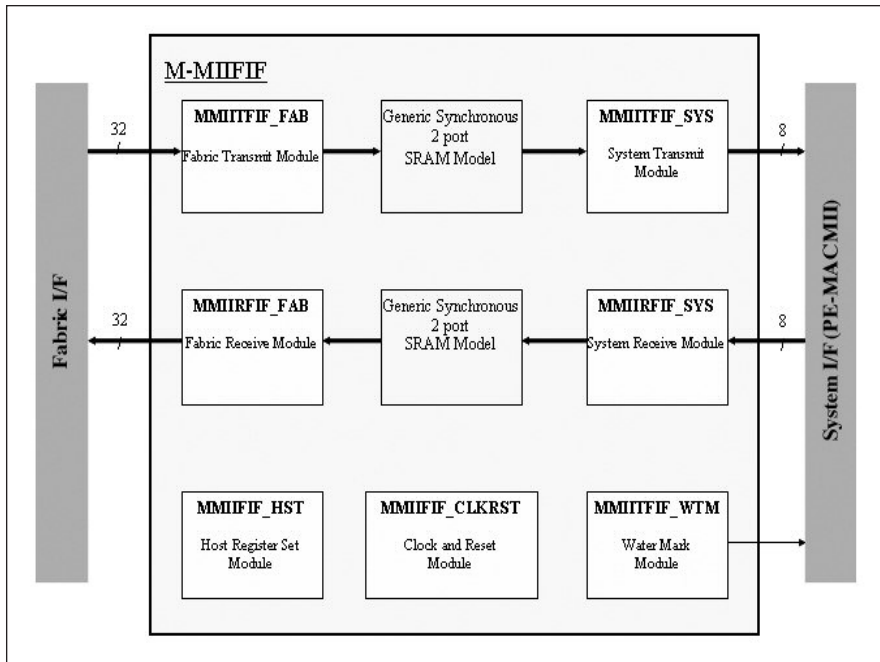 M-MIIFIF
Fabric I/F
32
MMIITFIF_FAB
Fabric Transmit Module
Generic Synchronous
2 port
SRAM Model
MMIITFIF_SYS
System Transmit
Module
8
System I/F (PE-MACMII)
32
MMIIRFIF_FAB
Fabric Receive Module
Generic Synchronous
2 port
SRAM Model
MMIIRFIF_SYS
System Receive Module
8
MMIIFIF_HST
Host Register Set
Module
MMIIFIF_CLKRST
Clock and Reset
Module
MMIITFIF_WTM
Water Mark
Module